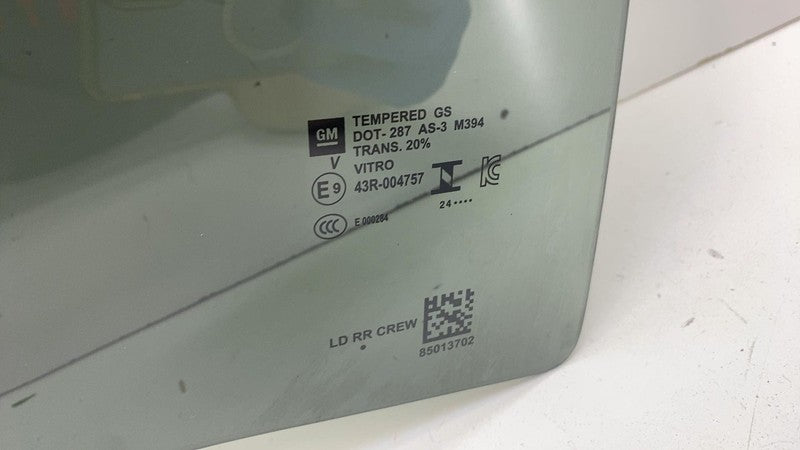 GM
TEMPERED GS
DOT-287 AS-3 M394
TRANS. 20%
V VITRO
E9 43R-004757
24 ••••
CCC E 000284
LD RR CREW
85013702